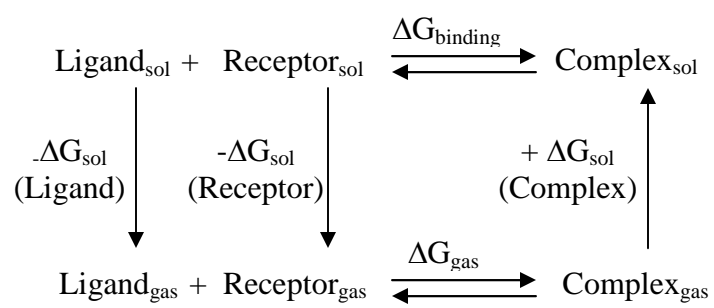 ΔG_binding
Ligand_sol + Receptor_sol Complex_sol
-ΔG_sol -ΔG_sol + ΔG_sol
(Ligand) (Receptor) (Complex)
ΔG_gas
Ligand_gas + Receptor_gas Complex_gas